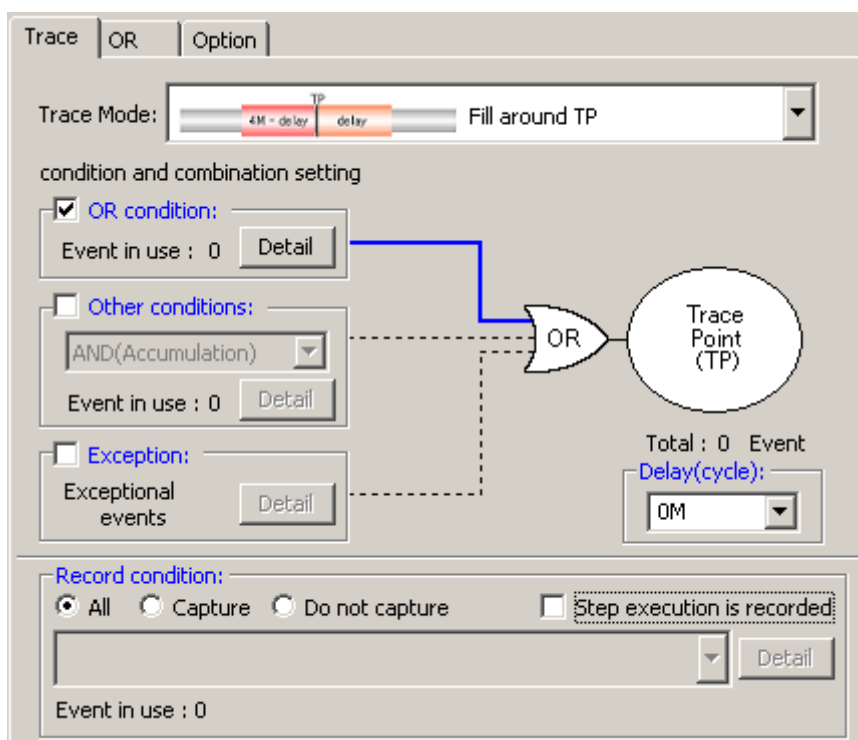 Trace OR Option
Trace Mode: TP 4M - delay delay Fill around TP
condition and combination setting
OR condition:
Event in use : 0 Detail
Other conditions:
AND(Accumulation)
Event in use : 0 Detail
Exception:
Exceptional
events
Detail
OR
Trace
Point
(TP)
Total : 0 Event
Delay(cycle):
0M
Record condition:
All Capture Do not capture Step execution is recorded
Detail
Event in use : 0